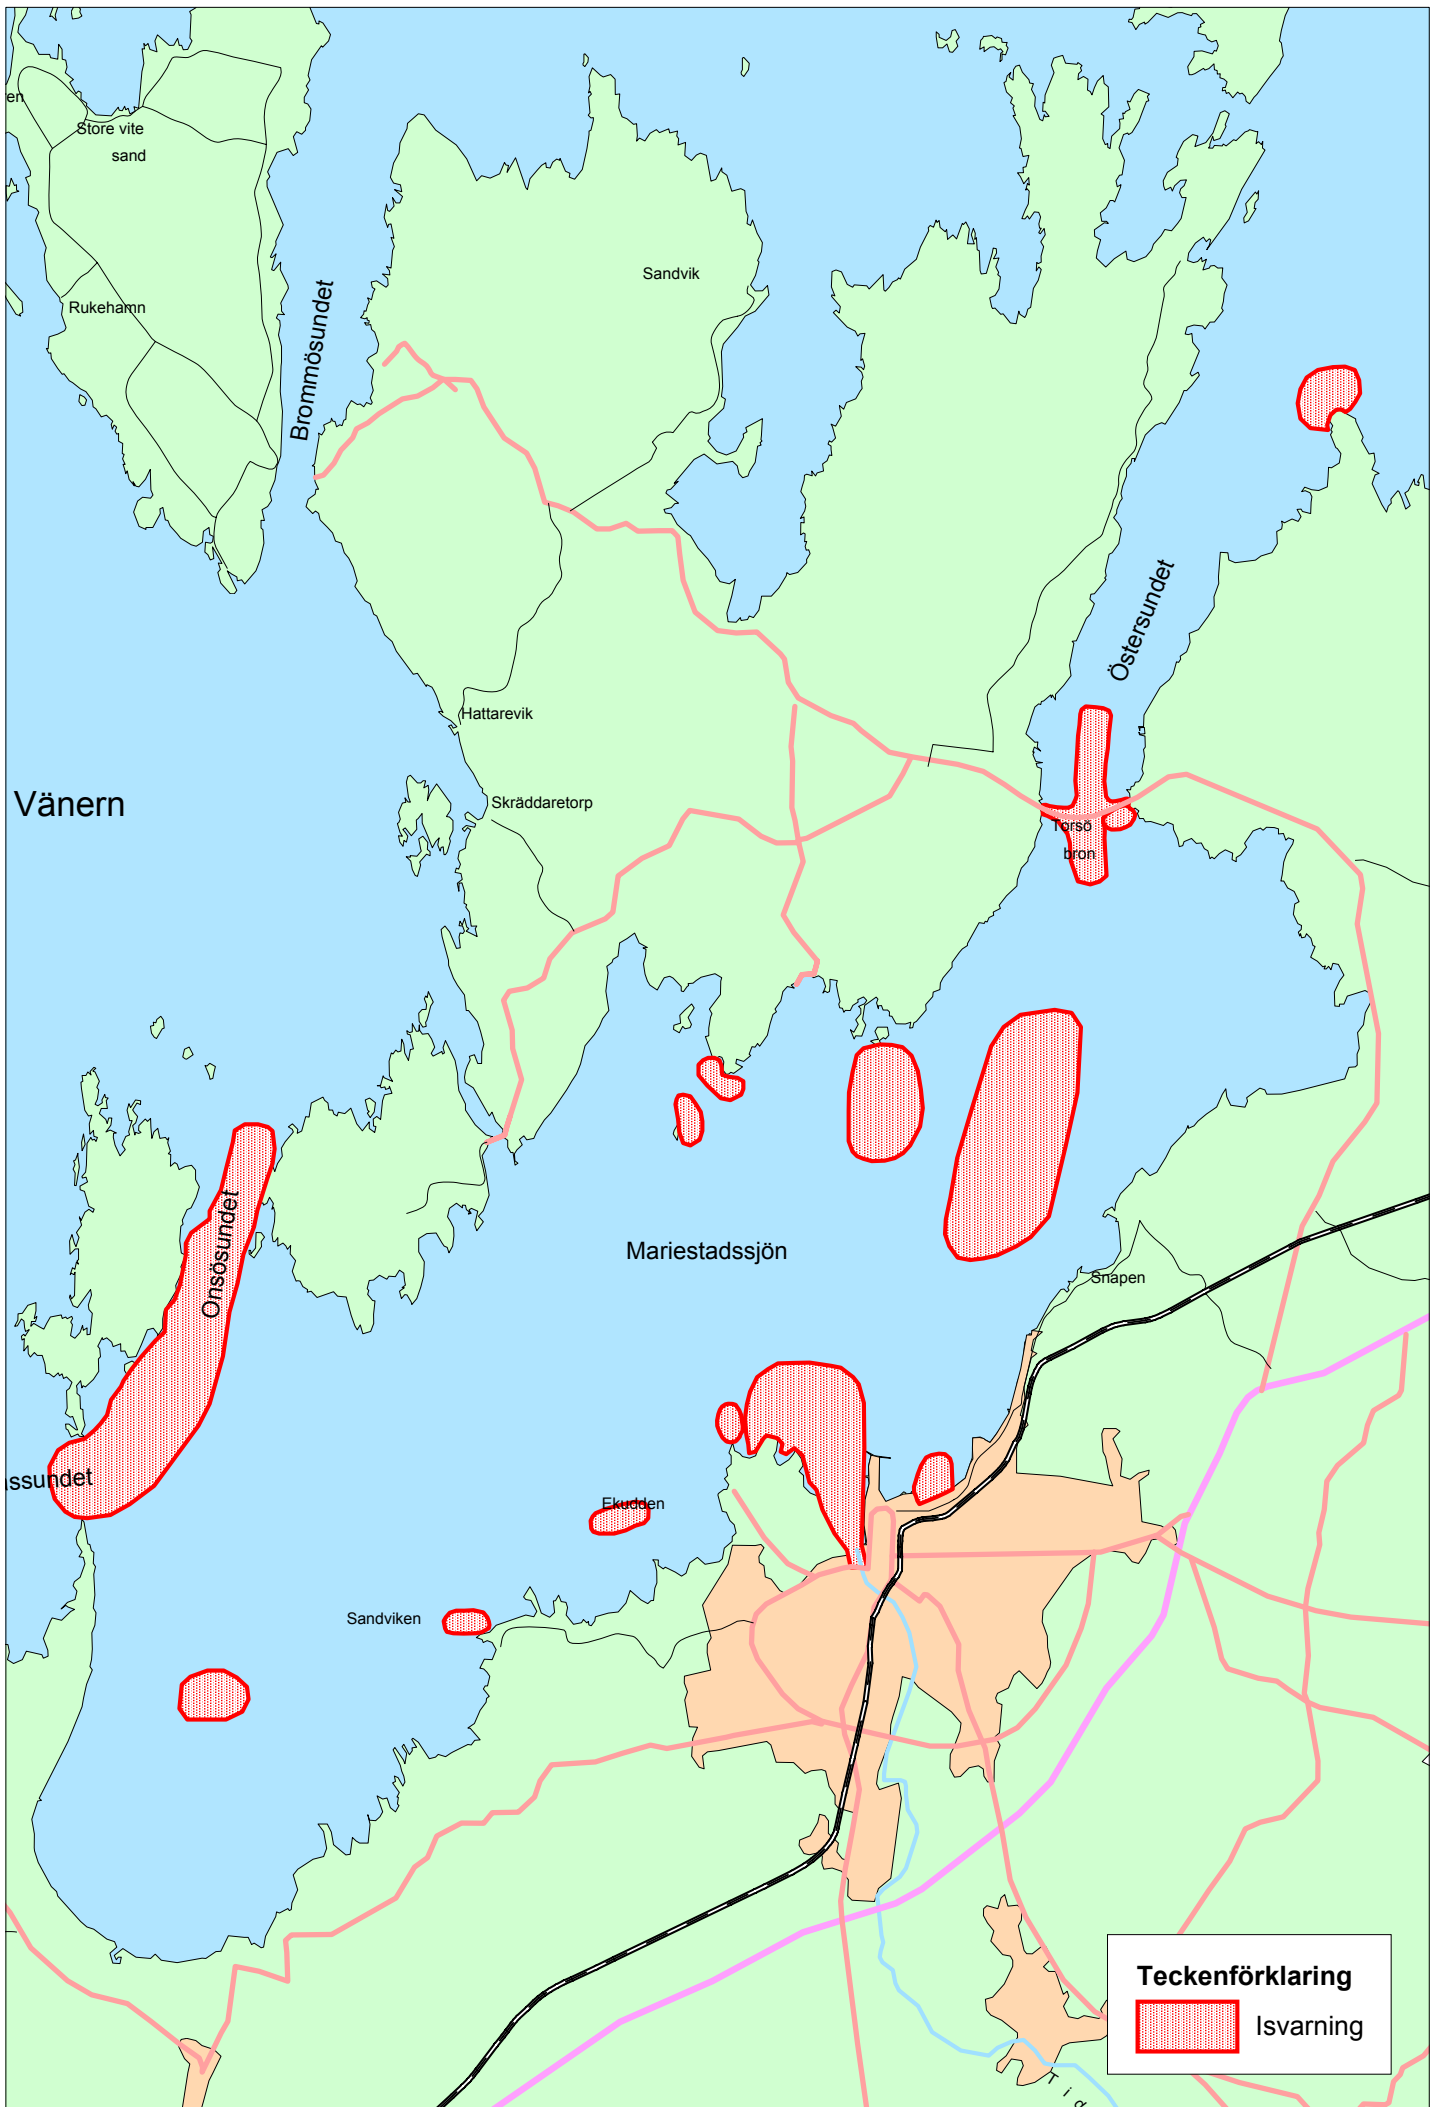 en
Store vite
sand
Sandvik
Rukehamn
Brommösundet
Östersundet
Hattarevik
Vänern
Skräddaretorp
Torsö
bron
Onsösundet
Mariestadssjön
Snapen
ssundet
Ekudden
Sandviken
Teckenförklaring
Isvarning
Tid